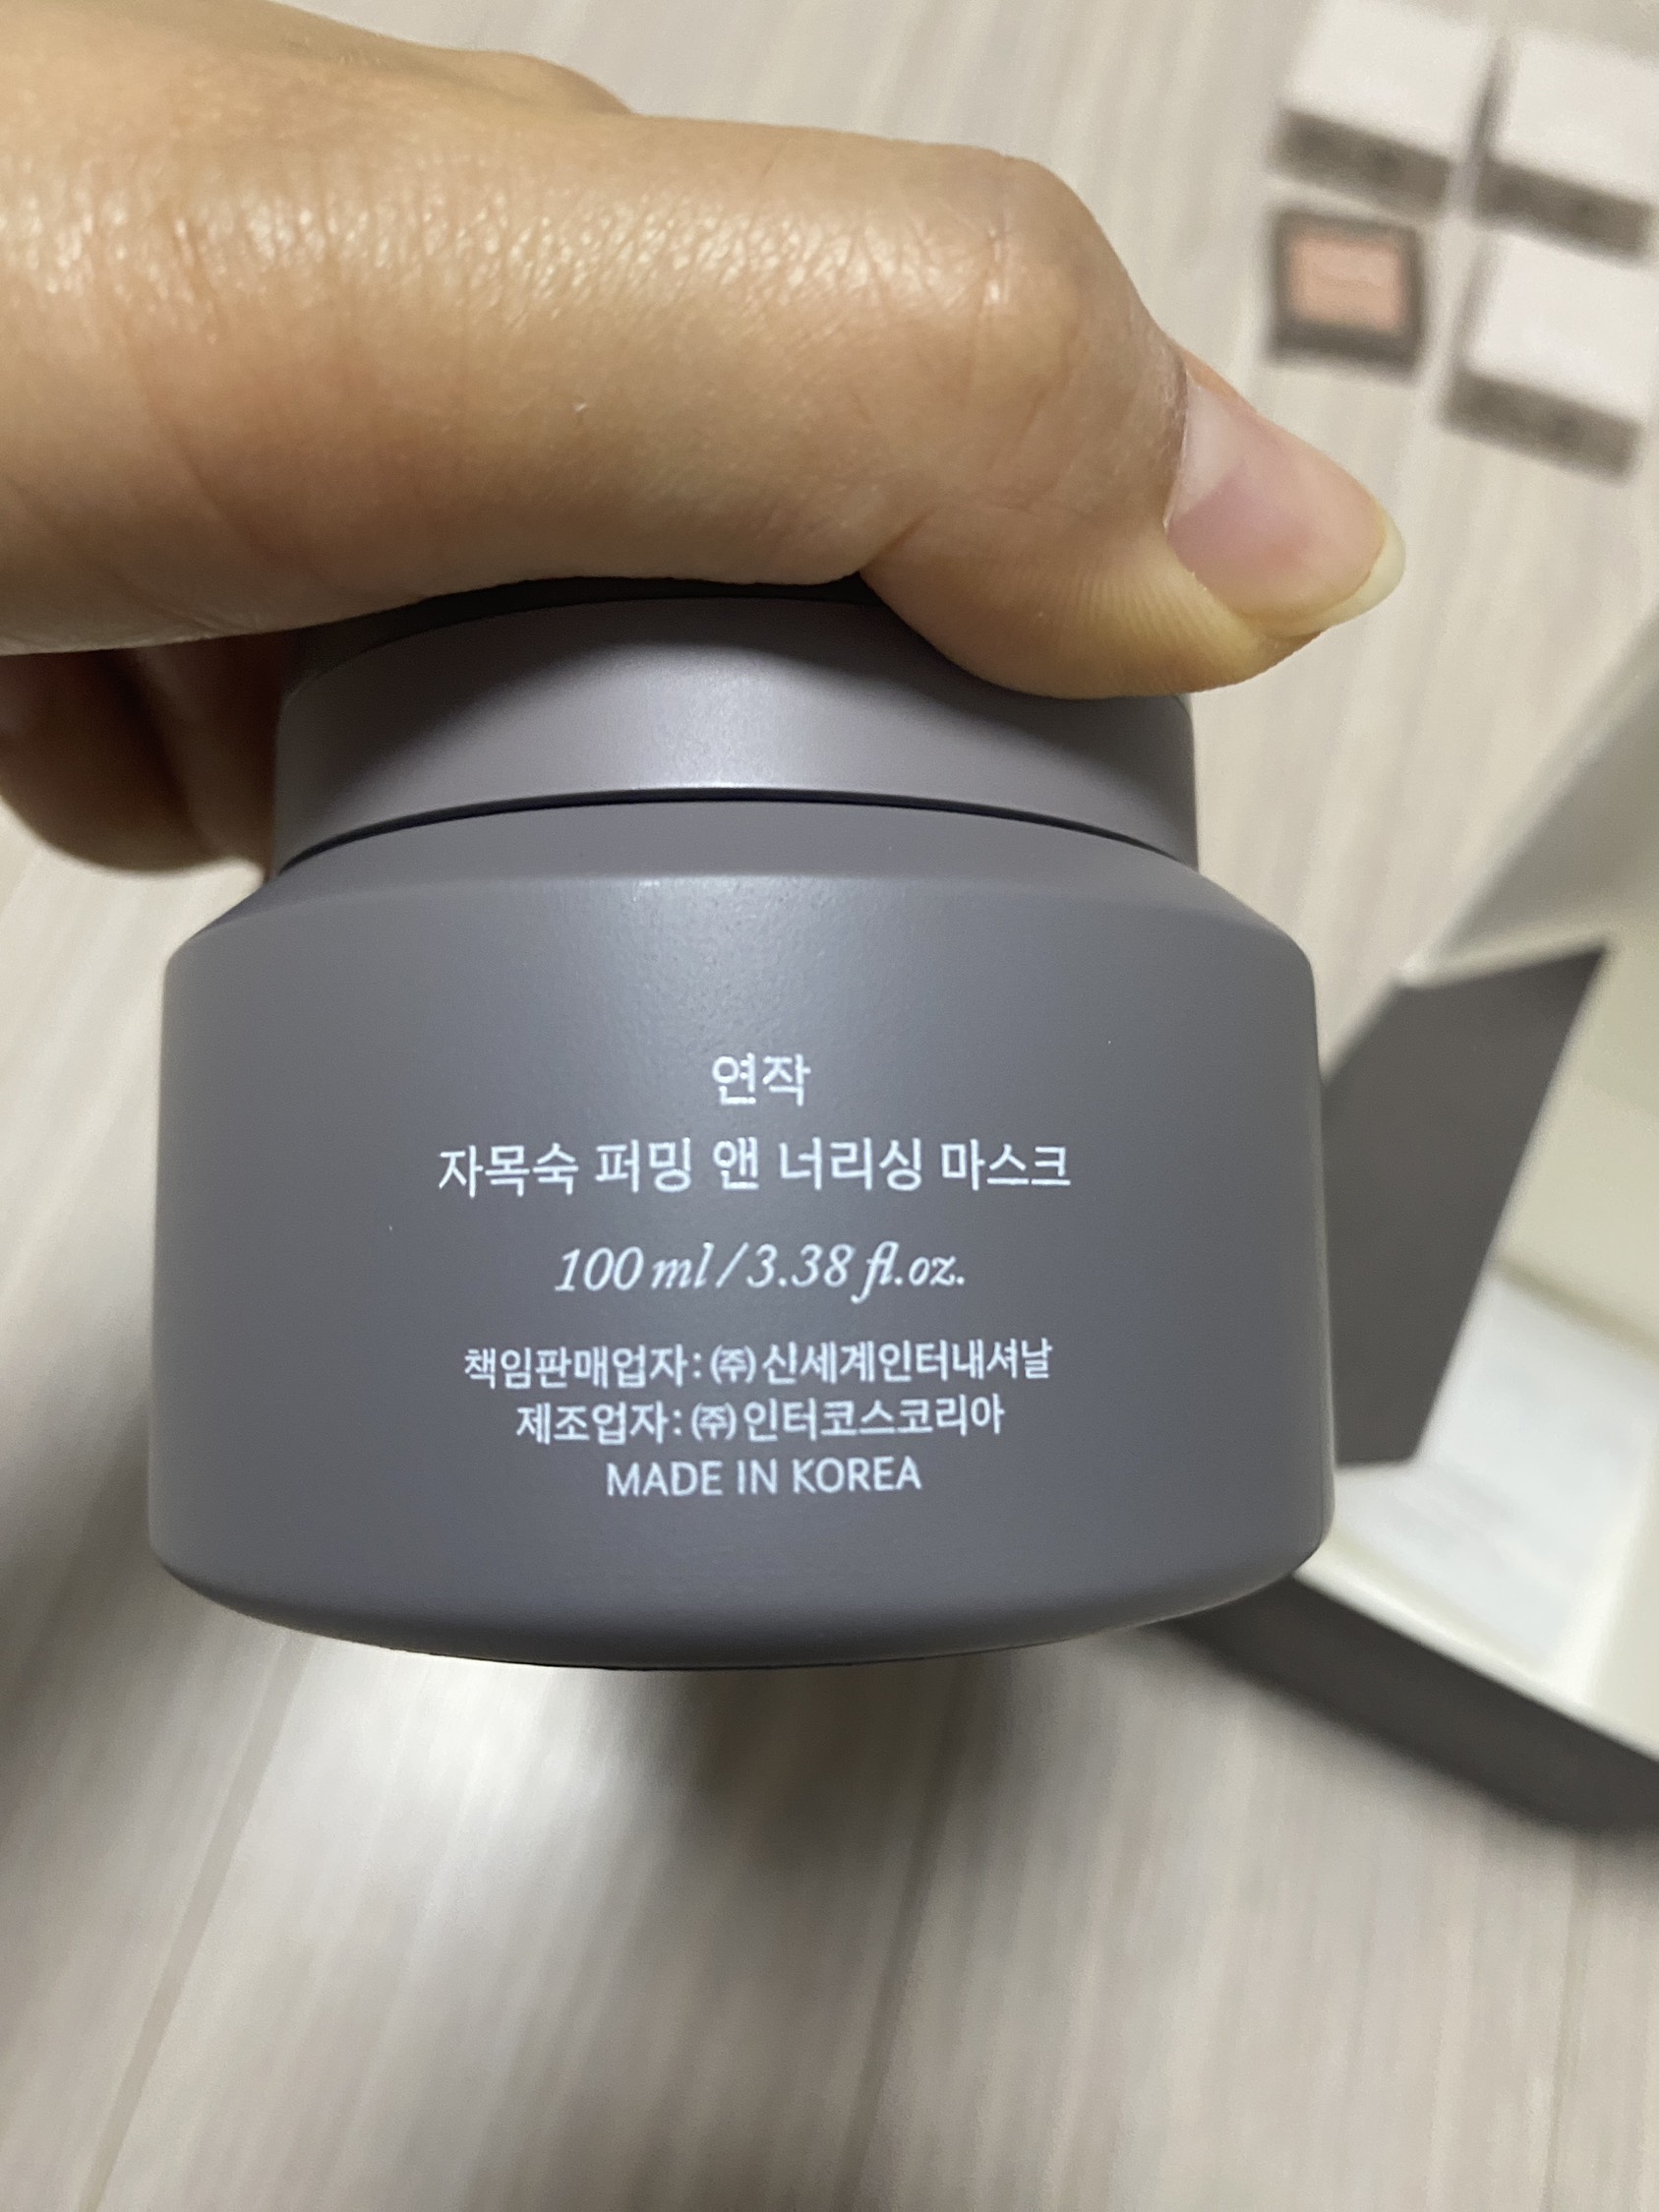 연작
자목숙 퍼밍 앤 너리싱 마스크
100 ml / 3.38 fl.oz.
책임판매업자: ㈜신세계인터내셔날
제조업자: ㈜인터코스코리아
MADE IN KOREA